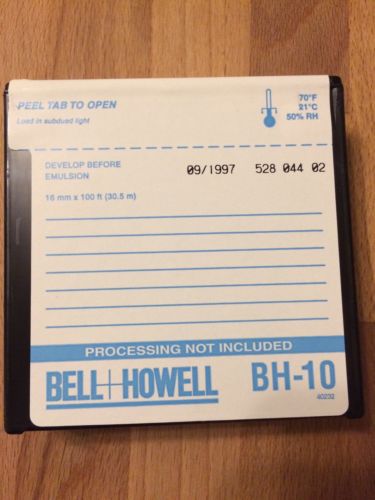 PEEL TAB TO OPEN
Load in subdued light
70°F
21°C
50% RH
DEVELOP BEFORE 09/1997 528 044 02
EMULSION
16 mm x 100 ft (30.5 m)
PROCESSING NOT INCLUDED
BELL+HOWELL BH-10
40232